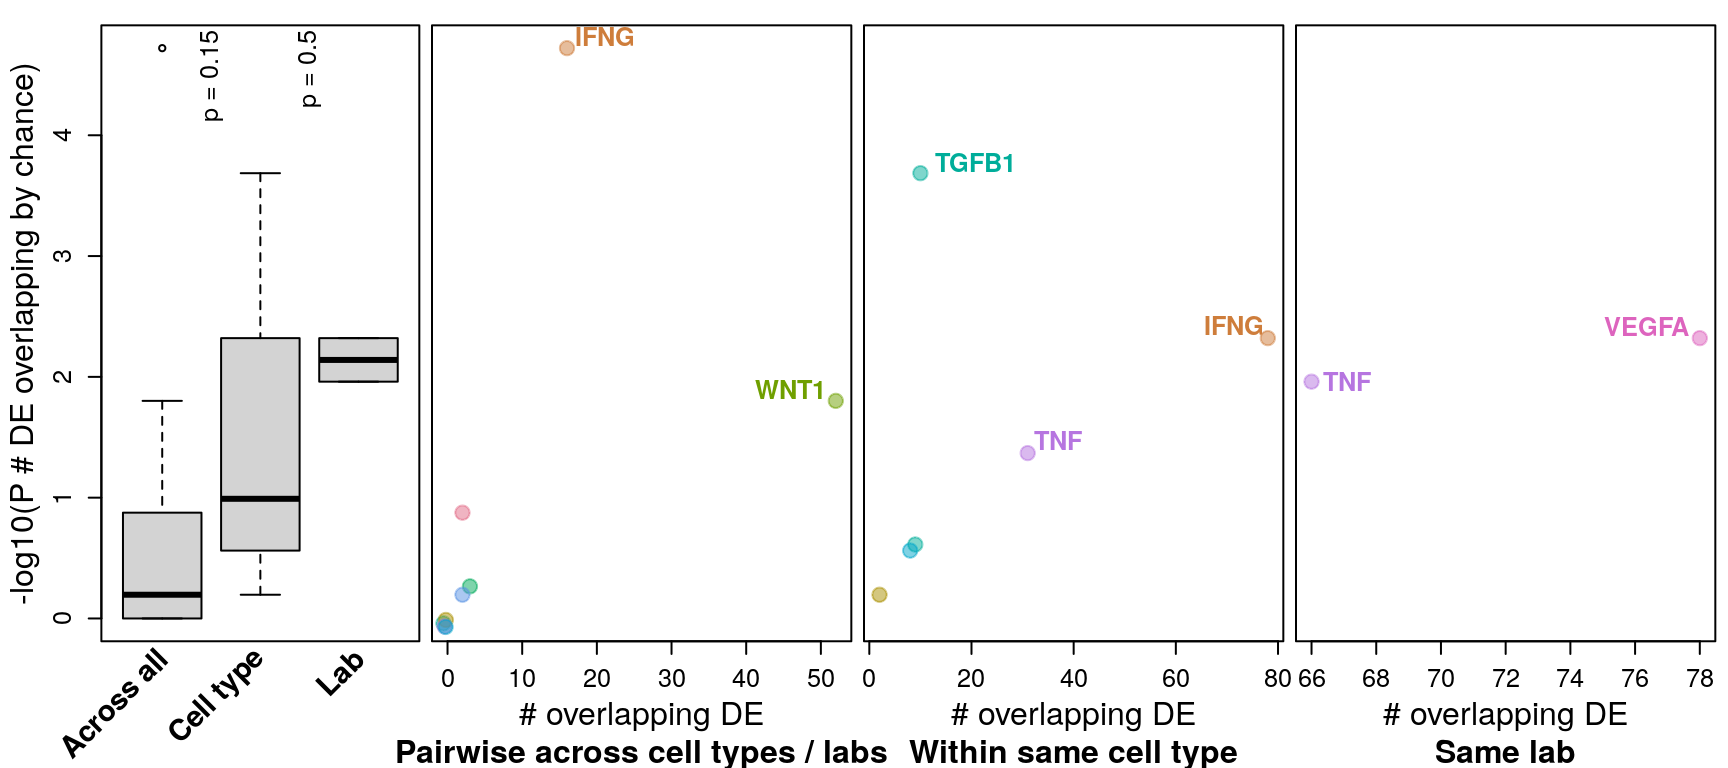 -log10(P # DE overlapping by chance)
0
1
2
3
4
p = 0.15
p = 0.5
Across all
Cell type
Lab
IFNG
WNT1
0 10 20 30 40 50
# overlapping DE
Pairwise across cell types / labs
TGFB1
IFNG
TNF
0 20 40 60 80
# overlapping DE
Within same cell type
VEGFA
TNF
66 68 70 72 74 76 78
# overlapping DE
Same lab